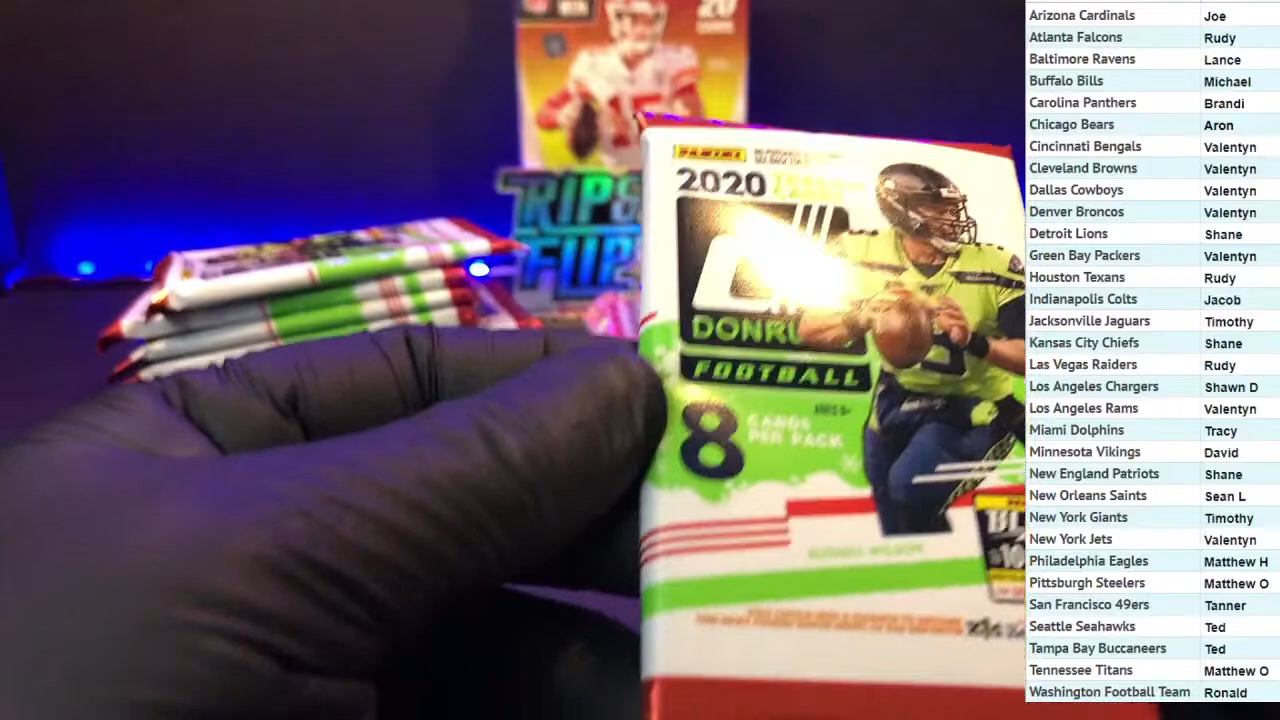 20
CARDS
RIP &
PANINI
2020
DONRU
FOOTBALL
8
CARDS
PER PACK
RUSSELL WILSON
Arizona Cardinals Joe
Atlanta Falcons Rudy
Baltimore Ravens Lance
Buffalo Bills Michael
Carolina Panthers Brandi
Chicago Bears Aron
Cincinnati Bengals Valentyn
Cleveland Browns Valentyn
Dallas Cowboys Valentyn
Denver Broncos Valentyn
Detroit Lions Shane
Green Bay Packers Valentyn
Houston Texans Rudy
Indianapolis Colts Jacob
Jacksonville Jaguars Timothy
Kansas City Chiefs Shane
Las Vegas Raiders Rudy
Los Angeles Chargers Shawn D
Los Angeles Rams Valentyn
Miami Dolphins Tracy
Minnesota Vikings David
New England Patriots Shane
New Orleans Saints Sean L
New York Giants Timothy
New York Jets Valentyn
Philadelphia Eagles Matthew H
Pittsburgh Steelers Matthew O
San Francisco 49ers Tanner
Seattle Seahawks Ted
Tampa Bay Buccaneers Ted
Tennessee Titans Matthew O
Washington Football Team Ronald